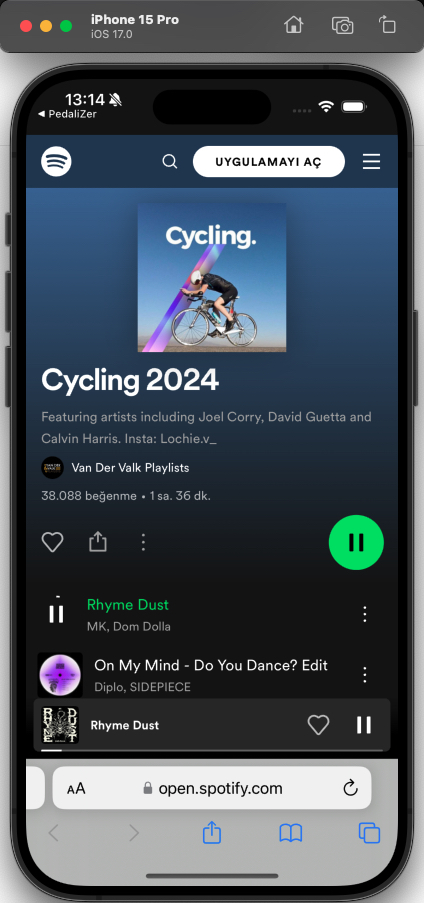 iPhone 15 Pro
iOS 17.0
13:14
◀ PedaliZer
UYGULAMAYI AÇ
Cycling.
Cycling 2024
Featuring artists including Joel Corry, David Guetta and
Calvin Harris. Insta: Lochie.v_
Van Der Valk Playlists
38.088 beğenme • 1 sa. 36 dk.
Rhyme Dust
MK, Dom Dolla
On My Mind - Do You Dance? Edit
Diplo, SIDEPIECE
Rhyme Dust
AA
open.spotify.com